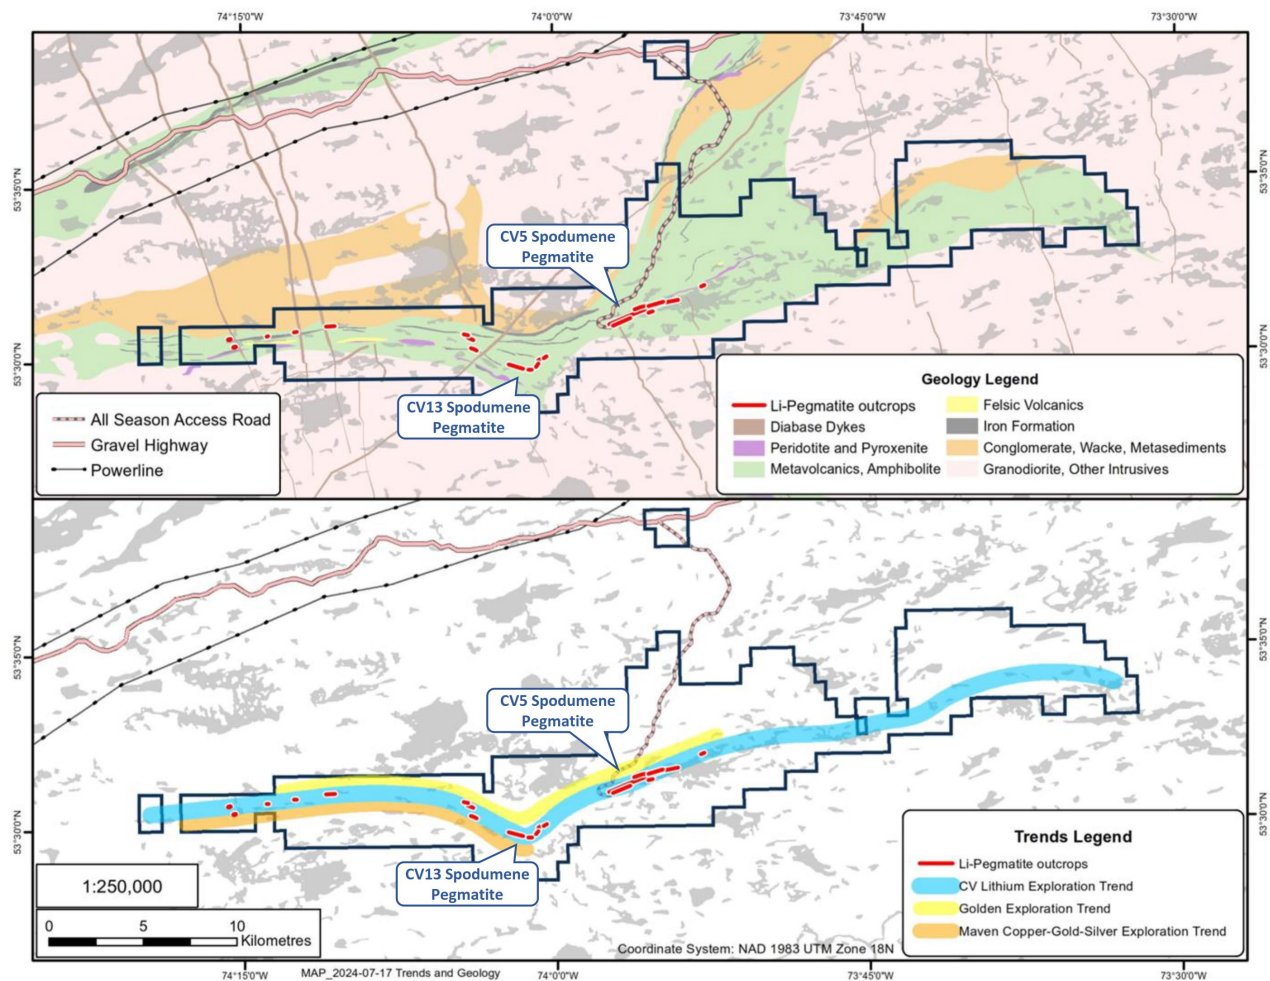 74°15'0"W
74°0'0"W
73°45'0"W
73°30'0"W
53°35'0"N
53°35'0"N
CV5 Spodumene
Pegmatite
53°30'0"N
53°30'0"N
CV13 Spodumene
Pegmatite
All Season Access Road
Gravel Highway
Powerline
Geology Legend
Li-Pegmatite outcrops
Felsic Volcanics
Diabase Dykes
Iron Formation
Peridotite and Pyroxenite
Conglomerate, Wacke, Metasediments
Metavolcanics, Amphibolite
Granodiorite, Other Intrusives
53°35'0"N
53°35'0"N
CV5 Spodumene
Pegmatite
53°30'0"N
53°30'0"N
CV13 Spodumene
Pegmatite
1:250,000
0 5 10
Kilometres
Trends Legend
Li-Pegmatite outcrops
CV Lithium Exploration Trend
Golden Exploration Trend
Maven Copper-Gold-Silver Exploration Trend
Coordinate System: NAD 1983 UTM Zone 18N
74°15'0"W
MAP_2024-07-17 Trends and Geology
74°0'0"W
73°45'0"W
73°30'0"W